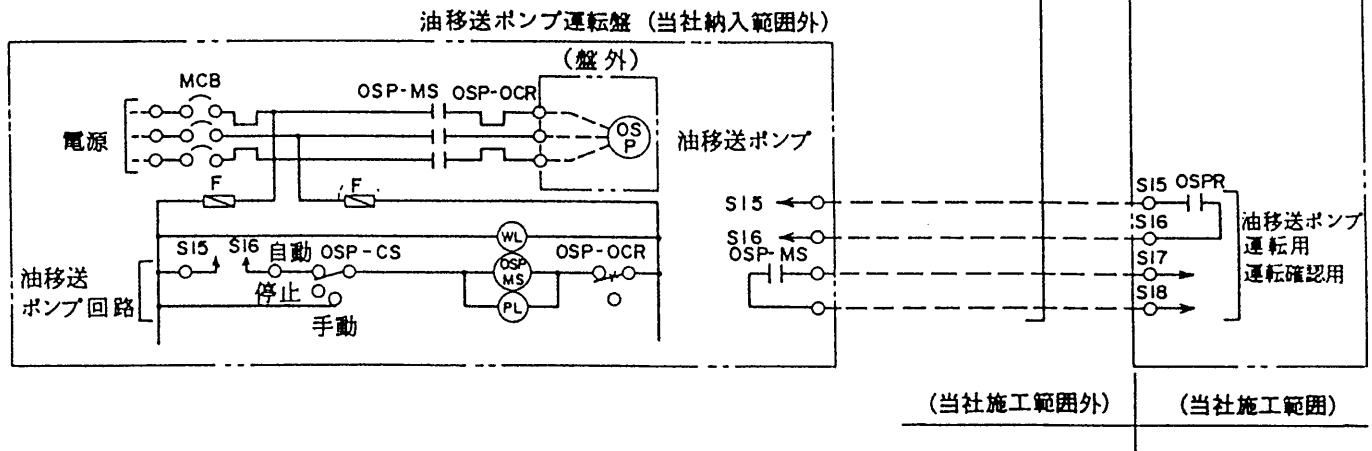 油移送ポンプ運転盤 (当社納入範囲外)
(盤外)
MCB
OSP-MS
OSP-OCR
電源
OS
P
油移送ポンプ
F
F
S15
OSPR
S15
S16
S16
油移送ポンプ
運転用
WL
S15
S16
自動
OSP-CS
OSP
MS
OSP-OCR
OSP-MS
S17
運転確認用
油移送
ポンプ回路
停止
PL
S18
手動
(当社施工範囲外)
(当社施工範囲)